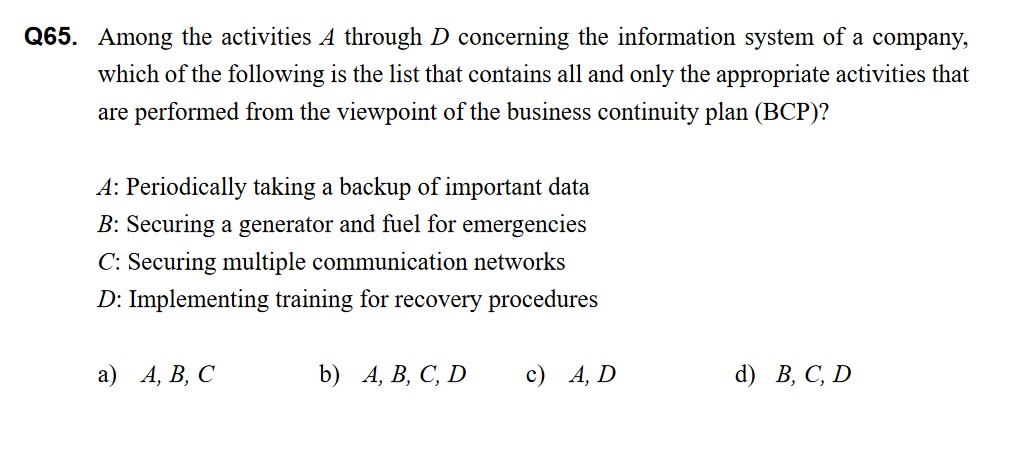 Q65. Among the activities A through D concerning the information system of a company,
which of the following is the list that contains all and only the appropriate activities that
are performed from the viewpoint of the business continuity plan (BCP)?
A: Periodically taking a backup of important data
B: Securing a generator and fuel for emergencies
C: Securing multiple communication networks
D: Implementing training for recovery procedures
a) A, B, C b) A, B, C, D c) A, D d) B, C, D